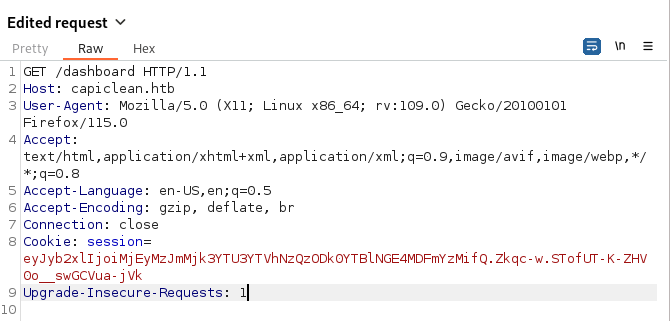 Edited request
Pretty Raw Hex
\n
1 GET /dashboard HTTP/1.1
2 Host: capiclean.htb
3 User-Agent: Mozilla/5.0 (X11; Linux x86_64; rv:109.0) Gecko/20100101
Firefox/115.0
4 Accept:
text/html,application/xhtml+xml,application/xml;q=0.9,image/avif,image/webp,*/
*;q=0.8
5 Accept-Language: en-US,en;q=0.5
6 Accept-Encoding: gzip, deflate, br
7 Connection: close
8 Cookie: session=
eyJyb2xlIjoiMjEyMzJmMjk3YTU3YTVhNzQzODk0YTBlNGE4MDFmYzMifQ.Zkqc-w.STofUT-K-ZHV
0o__swGCVua-jVk
9 Upgrade-Insecure-Requests: 1
10